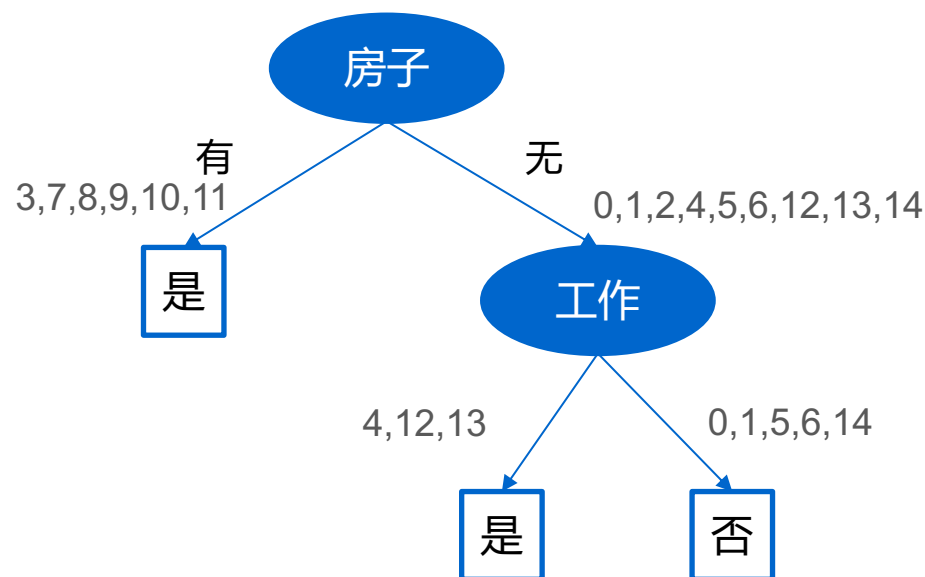 房子
有
无
3,7,8,9,10,11
0,1,2,4,5,6,12,13,14
是
工作
4,12,13
0,1,5,6,14
是
否